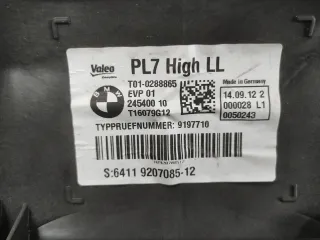 Valeo PL7 High LL
BMW
T01-0288865
EVP 01
245400 10
T16079G12
Made in Germany
14.09.12 2
000028 L1
0050243
TYPPRUEFNUMMER: 9197710
S:6411 9207085-12